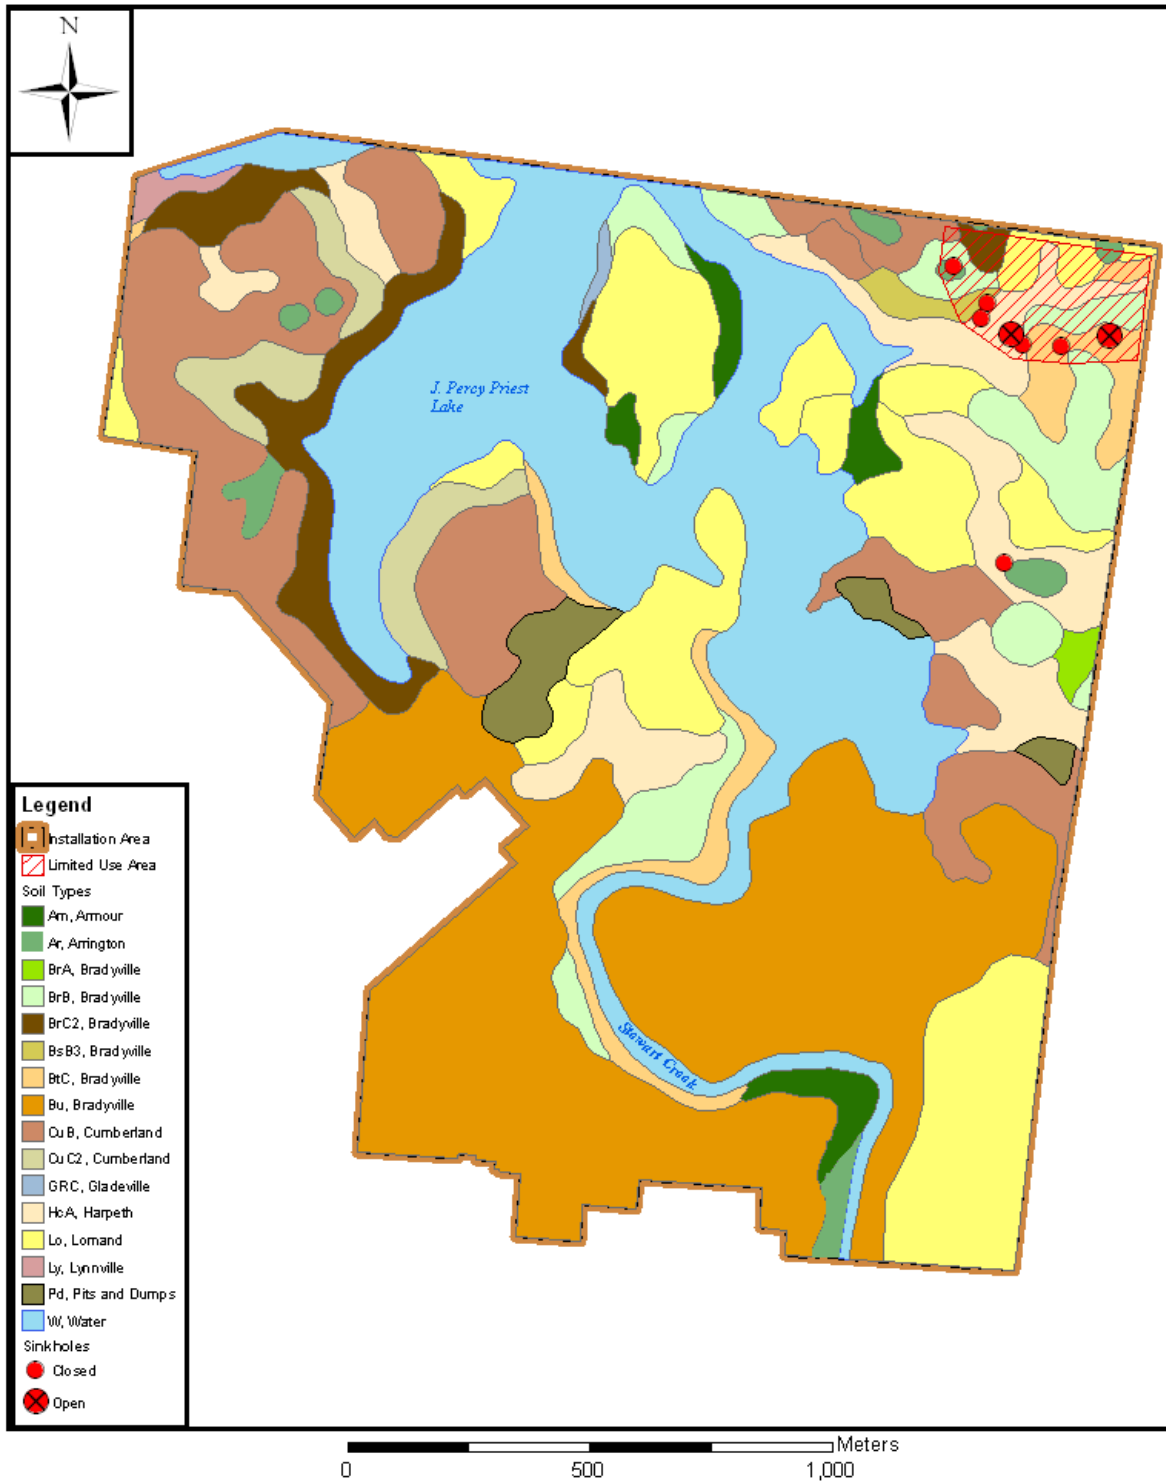 N
J. Percy Priest
Lake
Stewart Creek
Legend
Installation Area
Limited Use Area
Soil Types
Am, Armour
Ar, Arrington
BrA, Bradyville
BrB, Bradyville
BrC2, Bradyville
BsB3, Bradyville
BtC, Bradyville
Bu, Bradyville
CuB, Cumberland
CuC2, Cumberland
GRC, Gladeville
HcA, Harpeth
Lo, Lomand
Ly, Lynnville
Pd, Pits and Dumps
W, Water
Sinkholes
Closed
Open
Meters
0 500 1,000